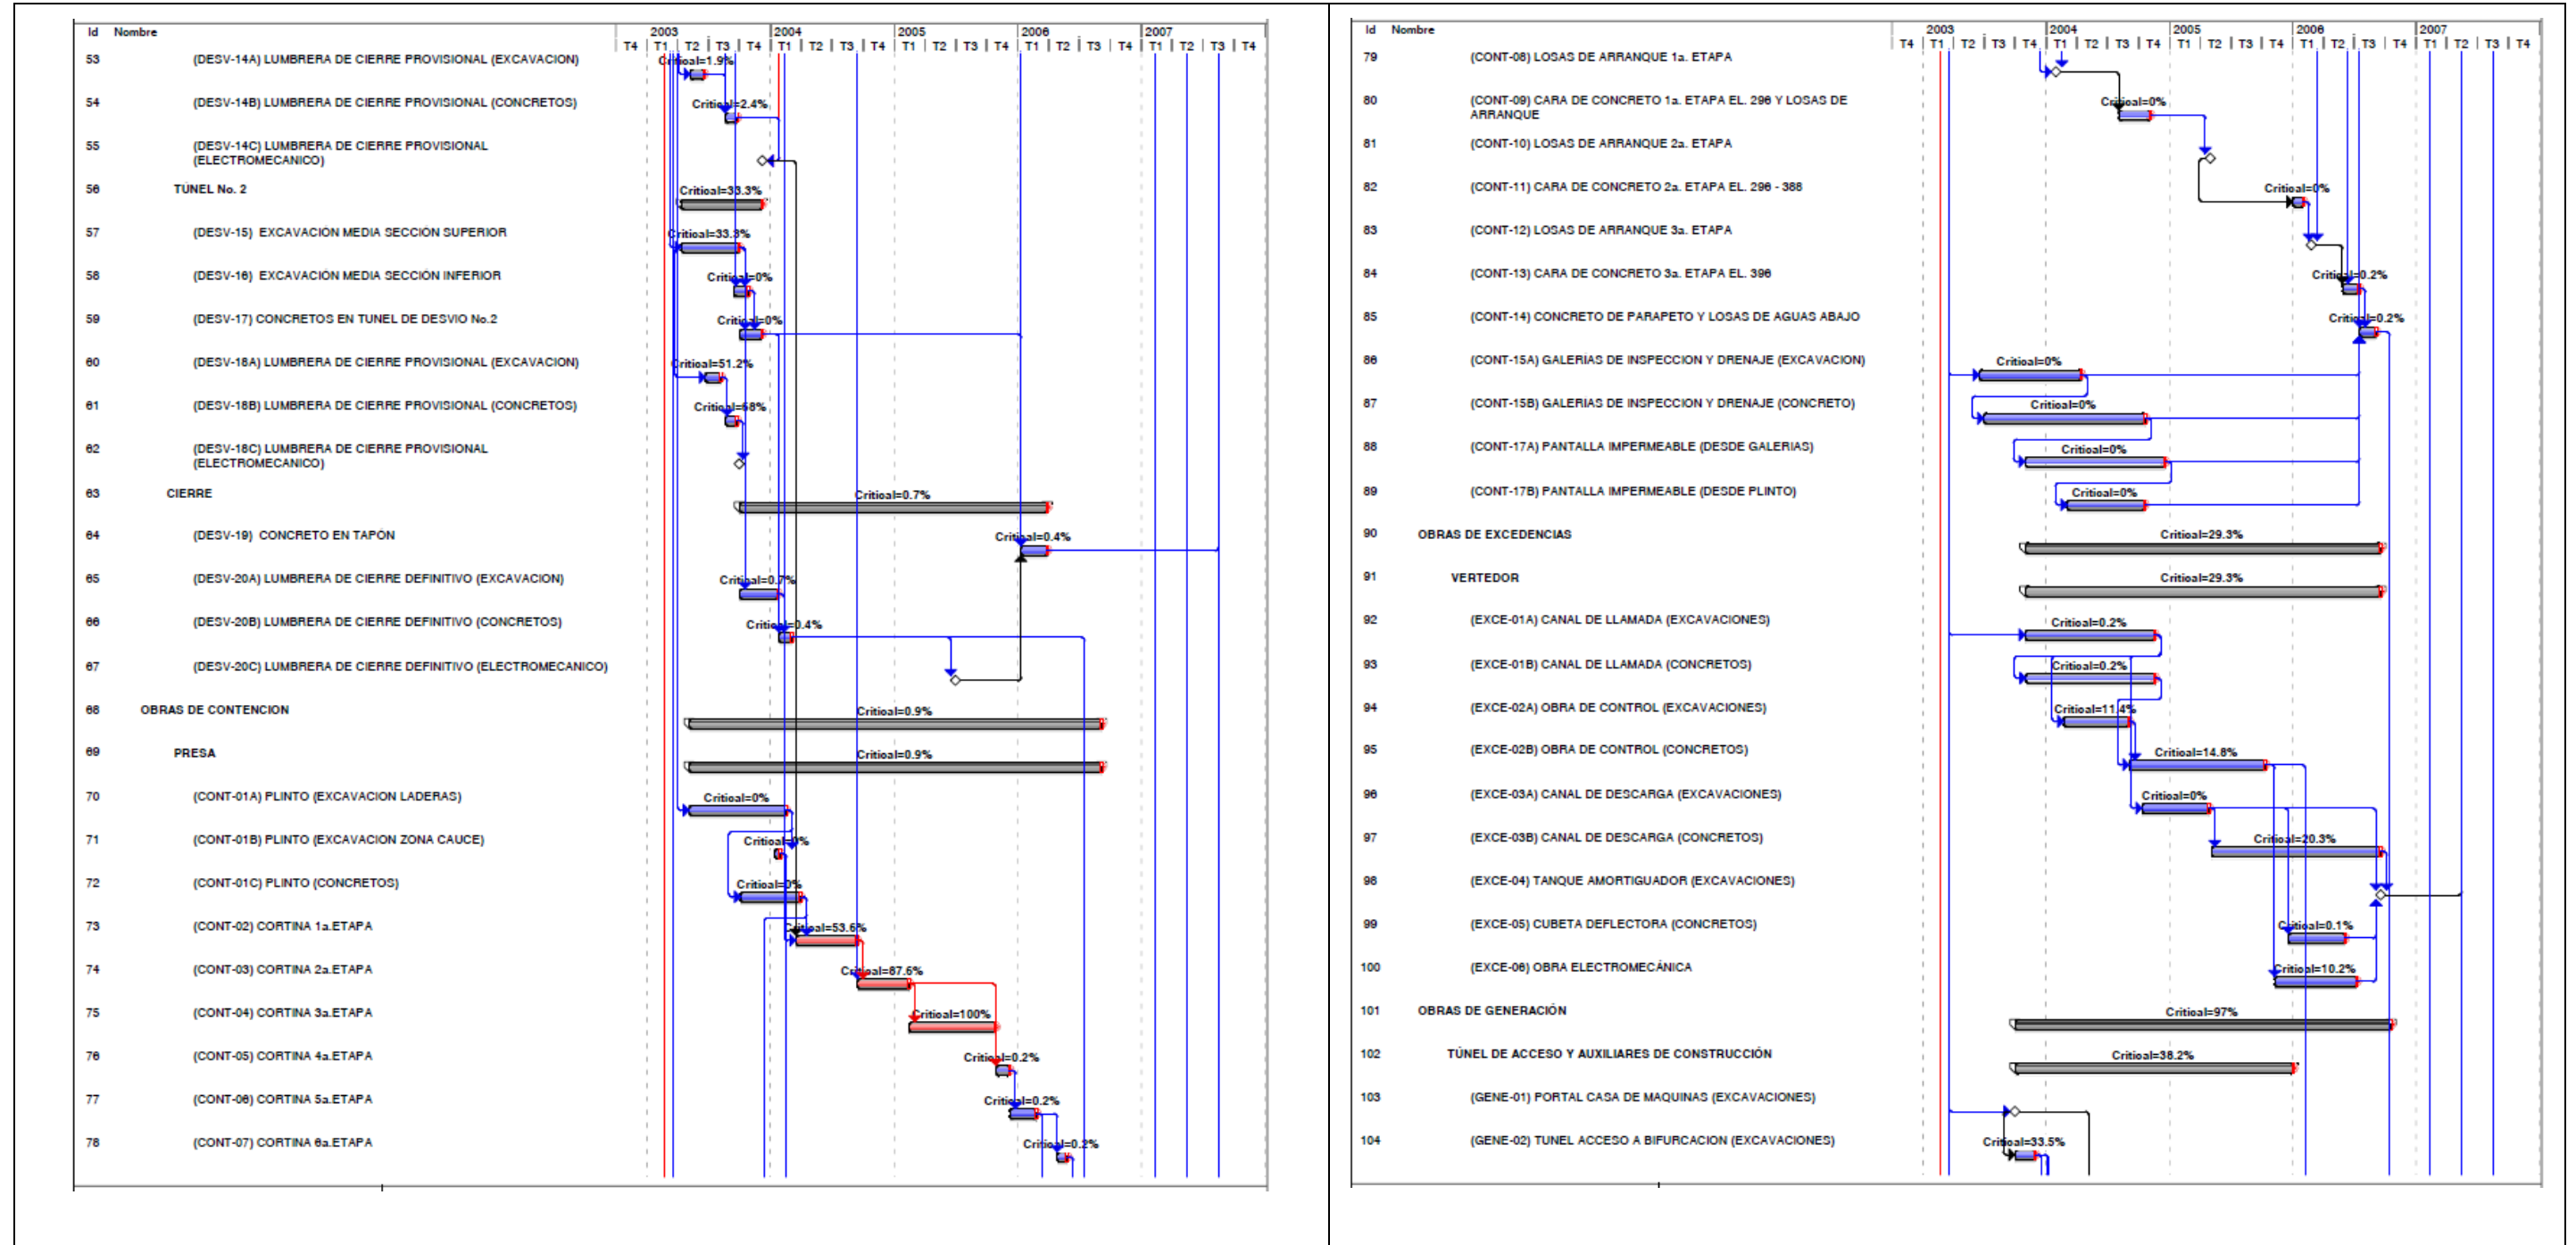 Id Nombre 2003 2004 2005 2006 2007
T4 T1 T2 T3 T4 T1 T2 T3 T4 T1 T2 T3 T4 T1 T2 T3 T4 T1 T2 T3 T4
53 (DESV-14A) LUMBRERA DE CIERRE PROVISIONAL (EXCAVACION) Critical=1.9%
54 (DESV-14B) LUMBRERA DE CIERRE PROVISIONAL (CONCRETOS) Critical=2.4%
55 (DESV-14C) LUMBRERA DE CIERRE PROVISIONAL
(ELECTROMECANICO)
56 TÚNEL No. 2 Critical=33.3%
57 (DESV-15) EXCAVACIÓN MEDIA SECCIÓN SUPERIOR Critical=33.3%
58 (DESV-16) EXCAVACIÓN MEDIA SECCIÓN INFERIOR Critical=0%
59 (DESV-17) CONCRETOS EN TUNEL DE DESVIO No.2 Critical=0%
60 (DESV-18A) LUMBRERA DE CIERRE PROVISIONAL (EXCAVACION) Critical=51.2%
61 (DESV-18B) LUMBRERA DE CIERRE PROVISIONAL (CONCRETOS) Critical=58%
62 (DESV-18C) LUMBRERA DE CIERRE PROVISIONAL
(ELECTROMECANICO)
63 CIERRE Critical=0.7%
64 (DESV-19) CONCRETO EN TAPÓN Critical=0.4%
65 (DESV-20A) LUMBRERA DE CIERRE DEFINITIVO (EXCAVACION) Critical=0.7%
66 (DESV-20B) LUMBRERA DE CIERRE DEFINITIVO (CONCRETOS) Critical=0.4%
67 (DESV-20C) LUMBRERA DE CIERRE DEFINITIVO (ELECTROMECANICO)
68 OBRAS DE CONTENCION Critical=0.9%
69 PRESA Critical=0.9%
70 (CONT-01A) PLINTO (EXCAVACION LADERAS) Critical=0%
71 (CONT-01B) PLINTO (EXCAVACION ZONA CAUCE) Critical=0%
72 (CONT-01C) PLINTO (CONCRETOS) Critical=0%
73 (CONT-02) CORTINA 1a.ETAPA Critical=53.6%
74 (CONT-03) CORTINA 2a.ETAPA Critical=87.6%
75 (CONT-04) CORTINA 3a.ETAPA Critical=100%
76 (CONT-05) CORTINA 4a.ETAPA Critical=0.2%
77 (CONT-06) CORTINA 5a.ETAPA Critical=0.2%
78 (CONT-07) CORTINA 6a.ETAPA Critical=0.2%
Id Nombre 2003 2004 2005 2006 2007
T4 T1 T2 T3 T4 T1 T2 T3 T4 T1 T2 T3 T4 T1 T2 T3 T4 T1 T2 T3 T4
79 (CONT-08) LOSAS DE ARRANQUE 1a. ETAPA
80 (CONT-09) CARA DE CONCRETO 1a. ETAPA EL. 296 Y LOSAS DE Critical=0%
ARRANQUE
81 (CONT-10) LOSAS DE ARRANQUE 2a. ETAPA
82 (CONT-11) CARA DE CONCRETO 2a. ETAPA EL. 296 - 388 Critical=0%
83 (CONT-12) LOSAS DE ARRANQUE 3a. ETAPA
84 (CONT-13) CARA DE CONCRETO 3a. ETAPA EL. 396 Critical=0.2%
85 (CONT-14) CONCRETO DE PARAPETO Y LOSAS DE AGUAS ABAJO Critical=0.2%
86 (CONT-15A) GALERIAS DE INSPECCION Y DRENAJE (EXCAVACION) Critical=0%
87 (CONT-15B) GALERIAS DE INSPECCION Y DRENAJE (CONCRETO) Critical=0%
88 (CONT-17A) PANTALLA IMPERMEABLE (DESDE GALERIAS) Critical=0%
89 (CONT-17B) PANTALLA IMPERMEABLE (DESDE PLINTO) Critical=0%
90 OBRAS DE EXCEDENCIAS Critical=29.3%
91 VERTEDOR Critical=29.3%
92 (EXCE-01A) CANAL DE LLAMADA (EXCAVACIONES) Critical=0.2%
93 (EXCE-01B) CANAL DE LLAMADA (CONCRETOS) Critical=0.2%
94 (EXCE-02A) OBRA DE CONTROL (EXCAVACIONES) Critical=11.4%
95 (EXCE-02B) OBRA DE CONTROL (CONCRETOS) Critical=14.8%
96 (EXCE-03A) CANAL DE DESCARGA (EXCAVACIONES) Critical=0%
97 (EXCE-03B) CANAL DE DESCARGA (CONCRETOS) Critical=20.3%
98 (EXCE-04) TANQUE AMORTIGUADOR (EXCAVACIONES)
99 (EXCE-05) CUBETA DEFLECTORA (CONCRETOS) Critical=0.1%
100 (EXCE-06) OBRA ELECTROMECÁNICA Critical=10.2%
101 OBRAS DE GENERACIÓN Critical=97%
102 TÚNEL DE ACCESO Y AUXILIARES DE CONSTRUCCIÓN Critical=38.2%
103 (GENE-01) PORTAL CASA DE MAQUINAS (EXCAVACIONES)
104 (GENE-02) TUNEL ACCESO A BIFURCACION (EXCAVACIONES) Critical=33.5%